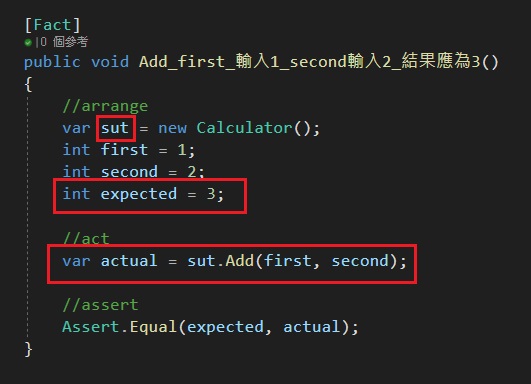 [Fact]
|0 個參考
public void Add_first_輸入1_second輸入2_結果應為3()
{
//arrange
var sut = new Calculator();
int first = 1;
int second = 2;
int expected = 3;
//act
var actual = sut.Add(first, second);
//assert
Assert.Equal(expected, actual);
}